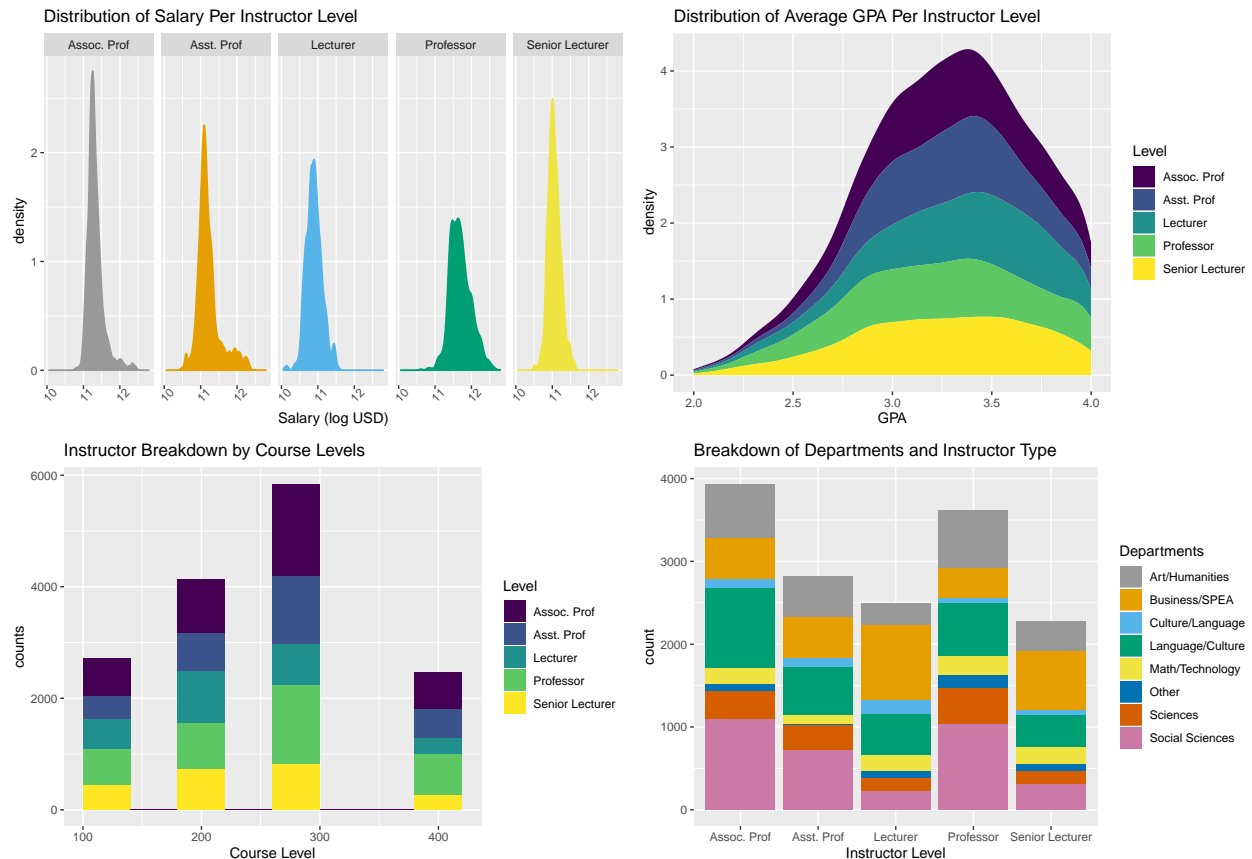 Distribution of Salary Per Instructor Level
Assoc. Prof
Asst. Prof
Lecturer
Professor
Senior Lecturer
density
2
1
0
10 11 12
10 11 12
10 11 12
10 11 12
10 11 12
Salary (log USD)
Distribution of Average GPA Per Instructor Level
density
4
3
2
1
0
2.0 2.5 3.0 3.5 4.0
GPA
Level
Assoc. Prof
Asst. Prof
Lecturer
Professor
Senior Lecturer
Instructor Breakdown by Course Levels
counts
6000
4000
2000
0
100 200 300 400
Course Level
Level
Assoc. Prof
Asst. Prof
Lecturer
Professor
Senior Lecturer
Breakdown of Departments and Instructor Type
count
4000
3000
2000
1000
0
Assoc. Prof Asst. Prof Lecturer Professor Senior Lecturer
Instructor Level
Departments
Art/Humanities
Business/SPEA
Culture/Language
Language/Culture
Math/Technology
Other
Sciences
Social Sciences